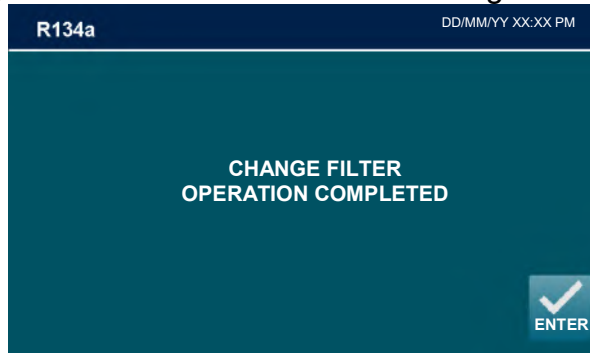 R134a
DD/MM/YY XX:XX PM
CHANGE FILTER
OPERATION COMPLETED
ENTER